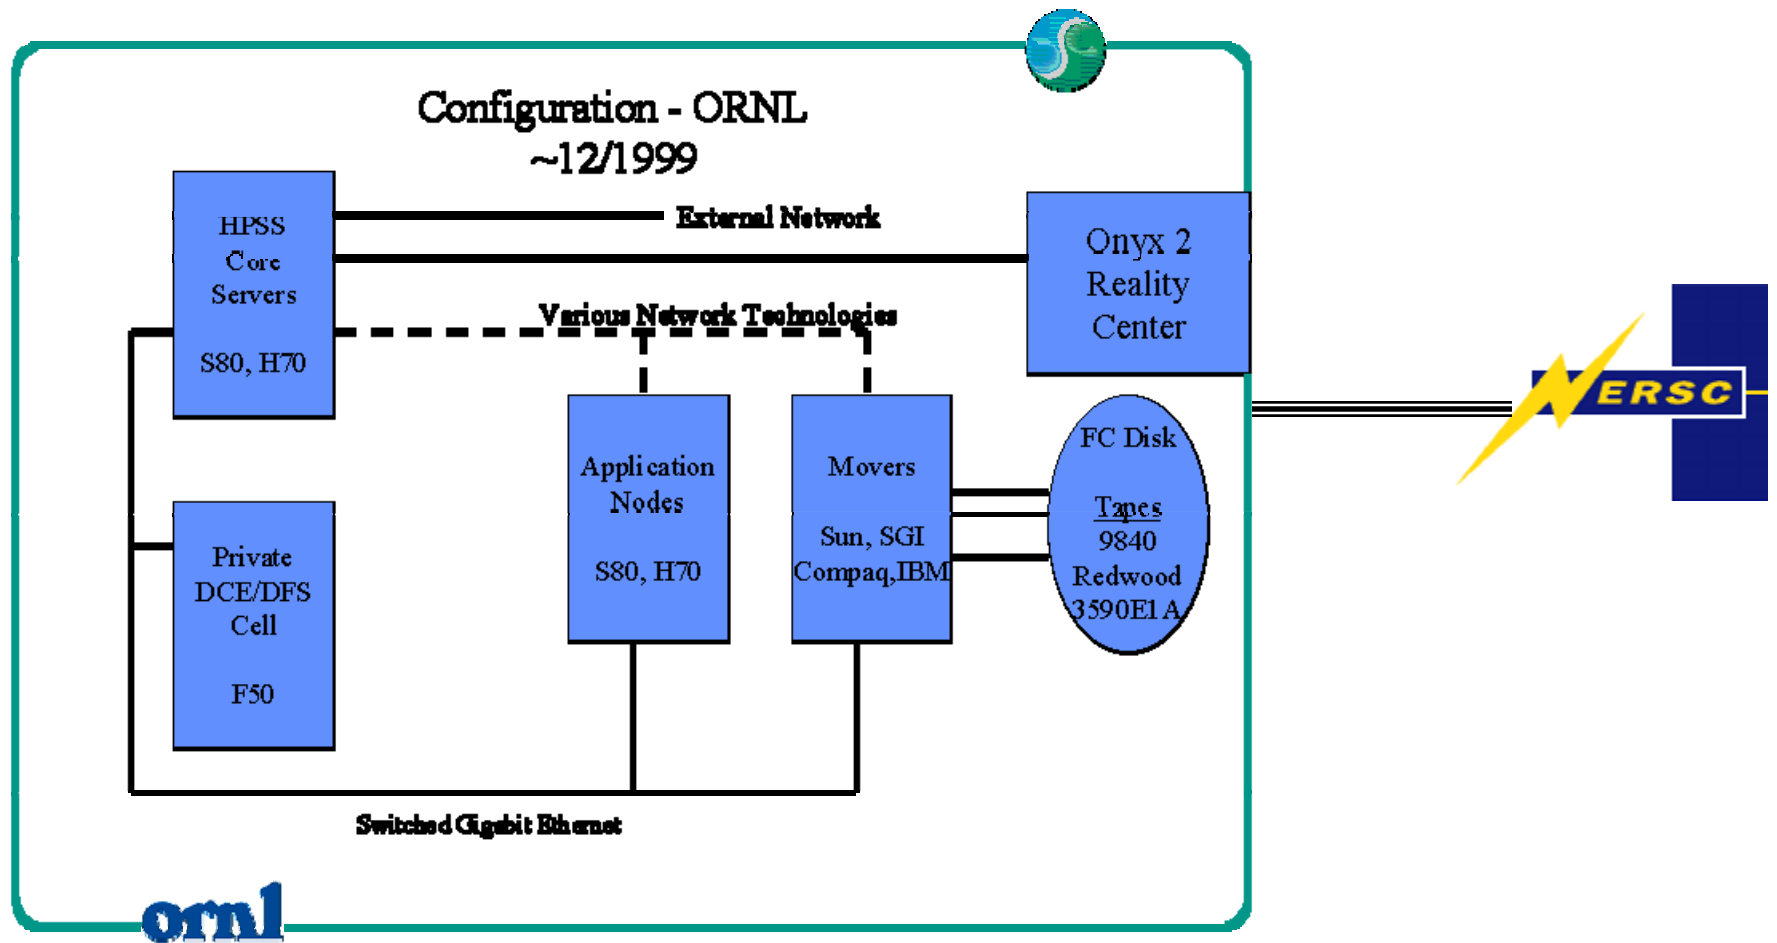 Configuration - ORNL
~12/1999
External Network
HPSS
Core
Servers
S80, H70
Onyx 2
Reality
Center
Various Network Technologies
NERSC
Application
Nodes
S80, H70
Movers
Sun, SGI
Compaq,IBM
FC Disk
Tapes
9840
Redwood
3590E1A
Private
DCE/DFS
Cell
F50
Switched Gigabit Ethernet
ornl